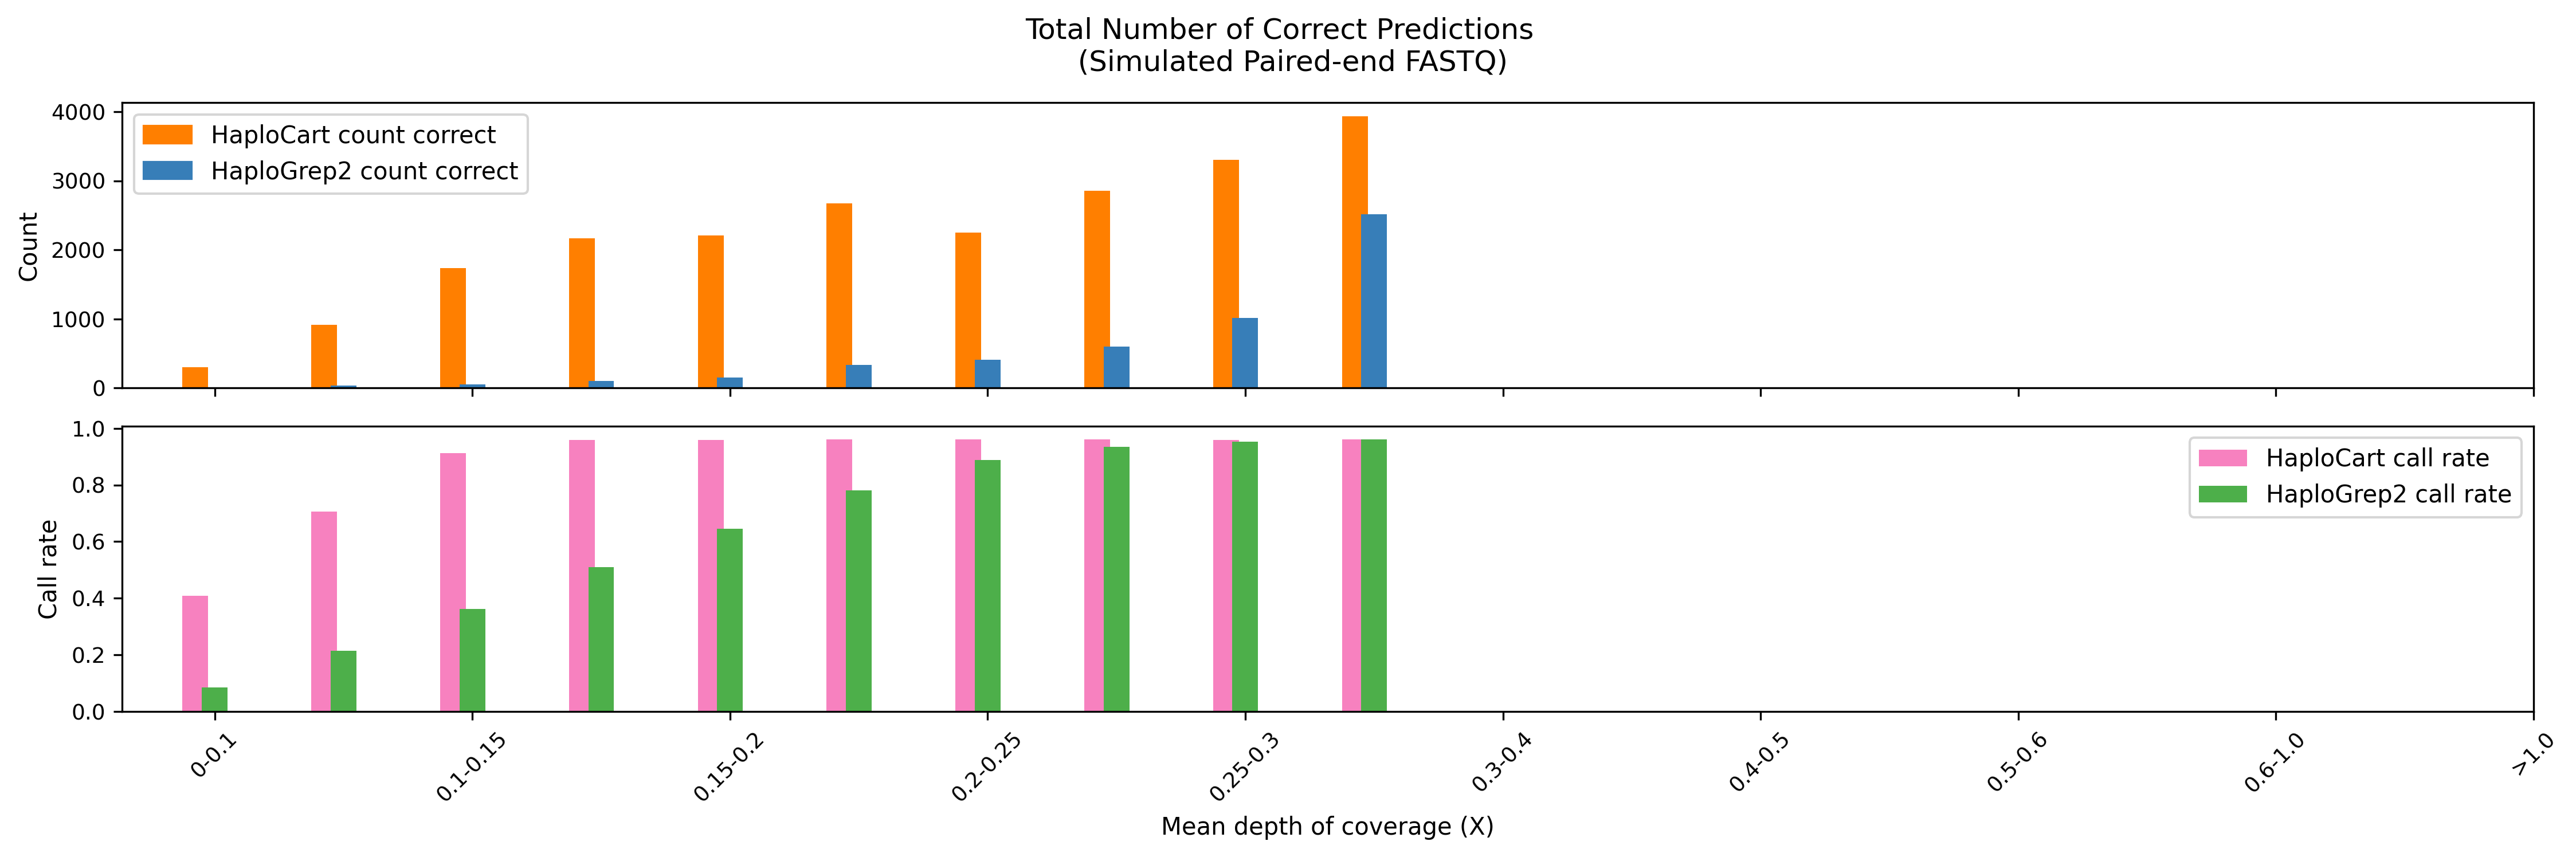 Total Number of Correct Predictions
(Simulated Paired-end FASTQ)
4000
3000
2000
1000
0
Count
HaploCart count correct
HaploGrep2 count correct
1.0
0.8
0.6
0.4
0.2
0.0
Call rate
HaploCart call rate
HaploGrep2 call rate
0-0.1
0.1-0.15
0.15-0.2
0.2-0.25
0.25-0.3
0.3-0.4
0.4-0.5
0.5-0.6
0.6-1.0
>1.0
Mean depth of coverage (X)